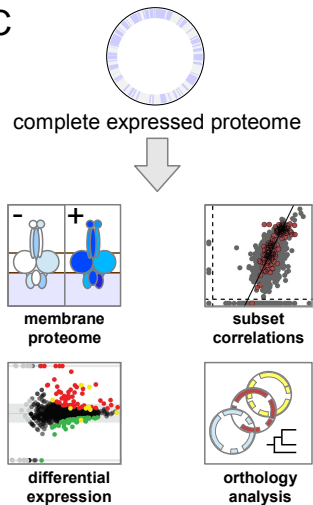 C
complete expressed proteome
- +
membrane
proteome
subset
correlations
differential
expression
orthology
analysis